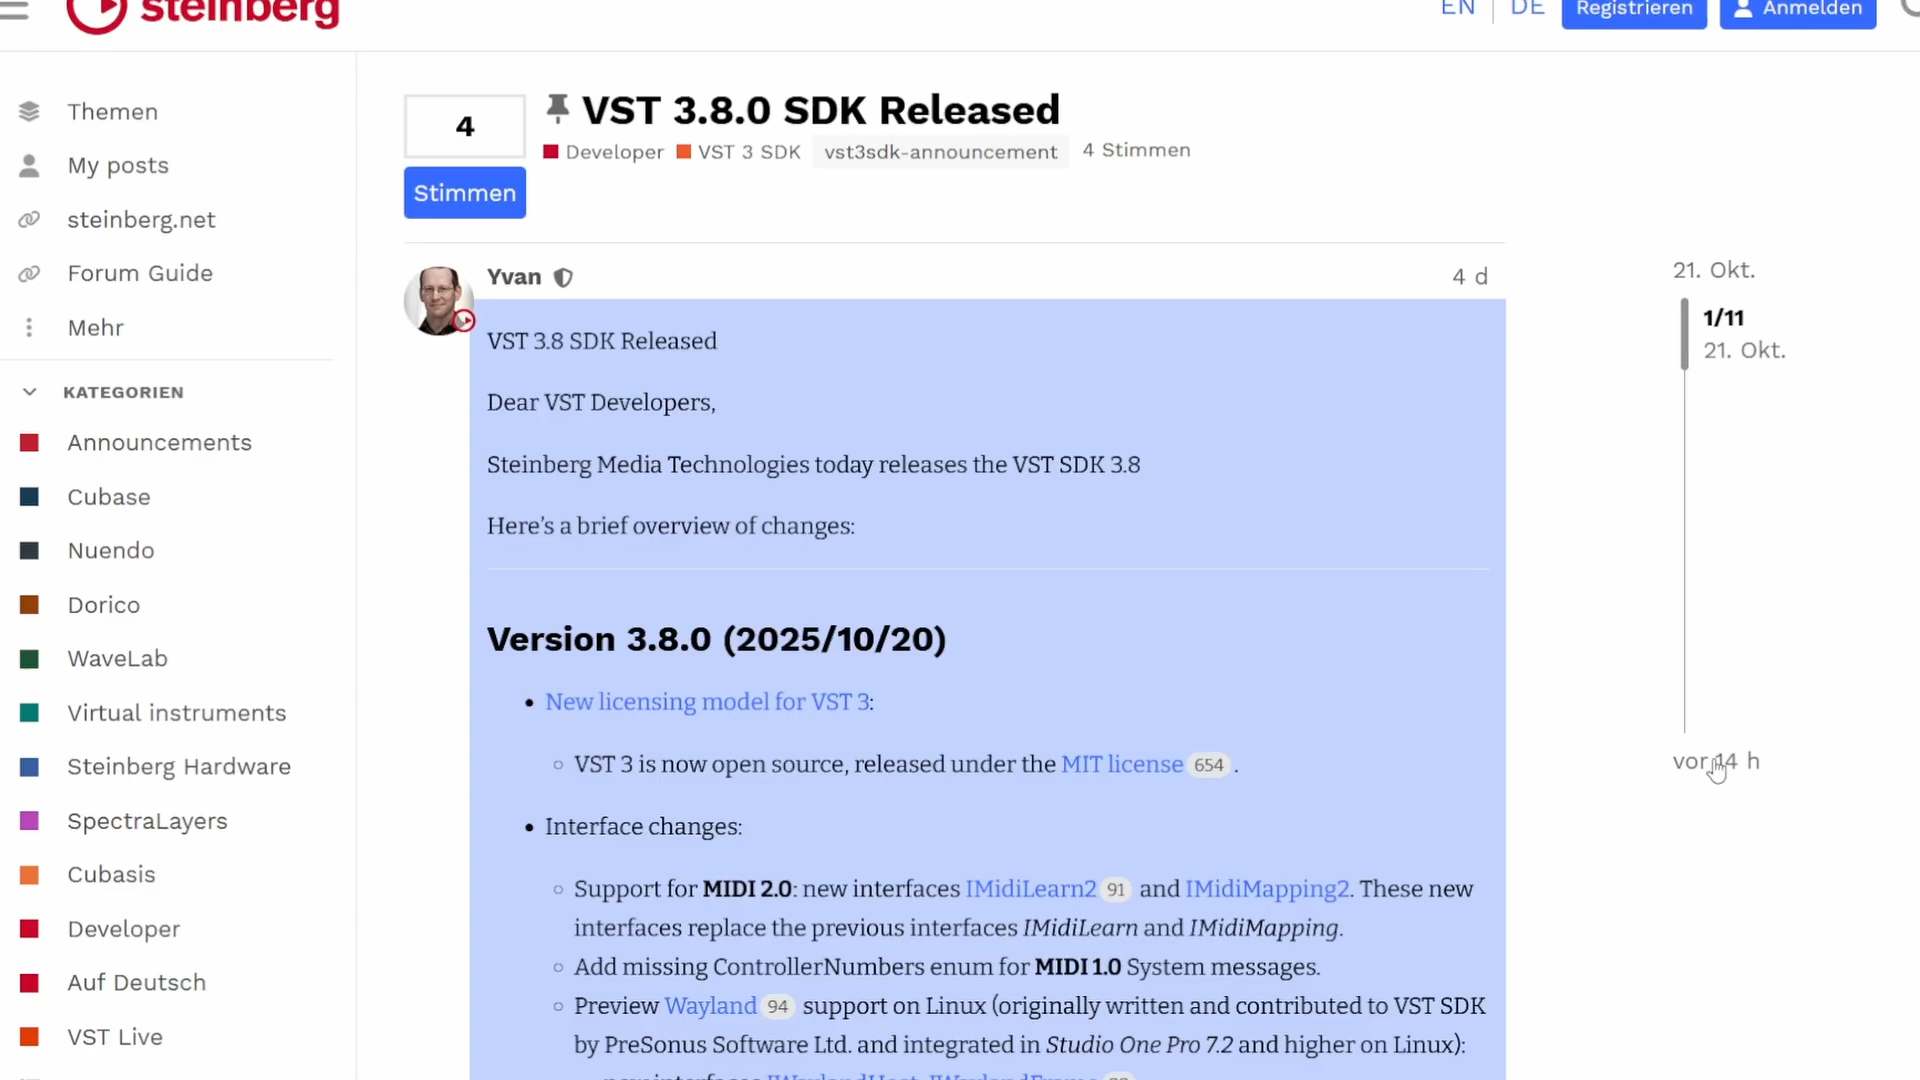 steinberg
EN
DE
Registrieren
Anmelden
Themen
My posts
steinberg.net
Forum Guide
Mehr
KATEGORIEN
Announcements
Cubase
Nuendo
Dorico
WaveLab
Virtual instruments
Steinberg Hardware
SpectraLayers
Cubasis
Developer
Auf Deutsch
VST Live
4
Stimmen
VST 3.8.0 SDK Released
Developer VST 3 SDK vst3sdk-announcement 4 Stimmen
Yvan
4 d
VST 3.8 SDK Released
Dear VST Developers,
Steinberg Media Technologies today releases the VST SDK 3.8
Here’s a brief overview of changes:
Version 3.8.0 (2025/10/20)
• New licensing model for VST 3:
◦ VST 3 is now open source, released under the MIT license 654 .
• Interface changes:
◦ Support for MIDI 2.0: new interfaces IMidiLearn2 91 and IMidiMapping2. These new
interfaces replace the previous interfaces IMidiLearn and IMidiMapping.
◦ Add missing ControllerNumbers enum for MIDI 1.0 System messages.
◦ Preview Wayland 94 support on Linux (originally written and contributed to VST SDK
by PreSonus Software Ltd. and integrated in Studio One Pro 7.2 and higher on Linux):
new interfaces IWaylandHost, IWaylandFrame
21. Okt.
1/11
21. Okt.
vor 14 h